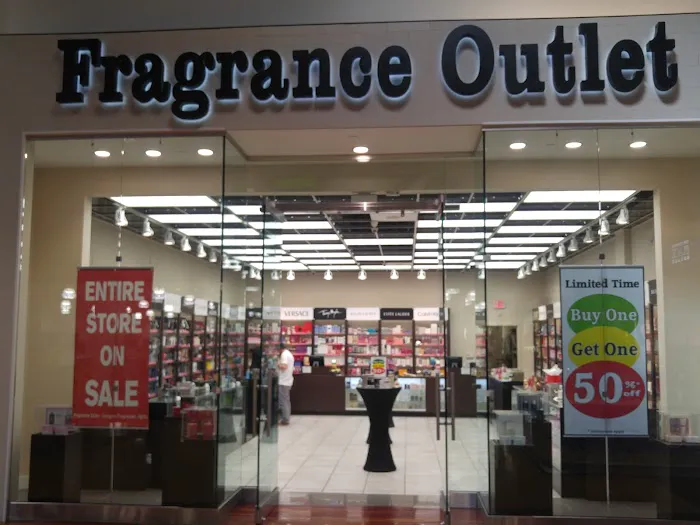 Fragrance Outlet
ENTIRE
STORE
ON
SALE
VERSACE
Limited Time
Buy One
Get One
50%
off